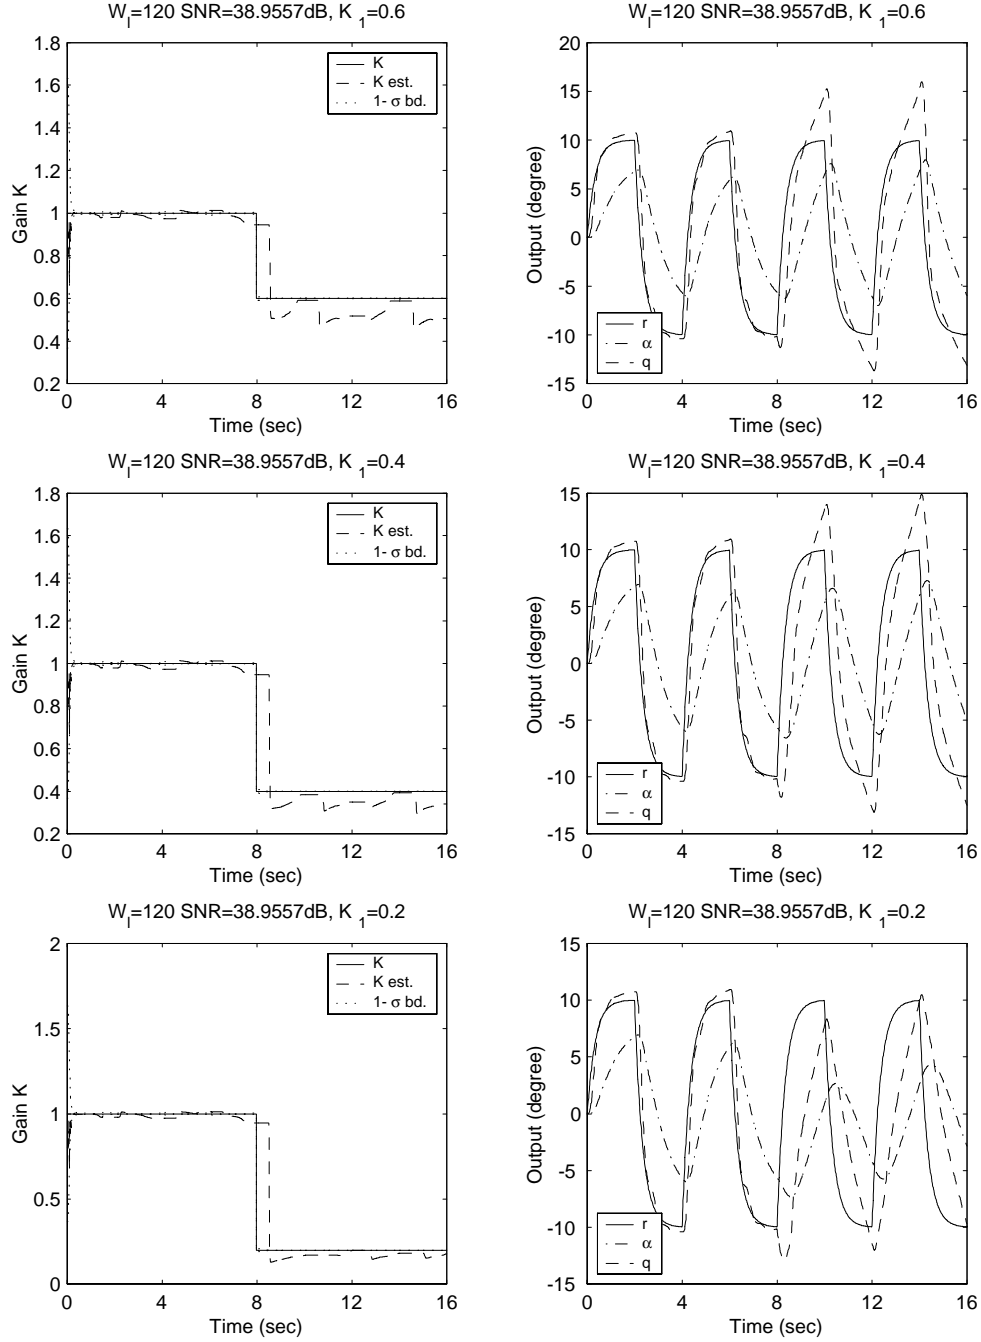 W_I=120 SNR=38.9557dB, K_1=0.6
1.8
1.6
1.4
1.2
1
0.8
0.6
0.4
0.2
Gain K
K
K est.
1- σ bd.
0 4 8 12 16
Time (sec)
W_I=120 SNR=38.9557dB, K_1=0.6
20
15
10
5
0
-5
-10
-15
Output (degree)
r
α
q
0 4 8 12 16
Time (sec)
W_I=120 SNR=38.9557dB, K_1=0.4
1.8
1.6
1.4
1.2
1
0.8
0.6
0.4
0.2
Gain K
K
K est.
1- σ bd.
0 4 8 12 16
Time (sec)
W_I=120 SNR=38.9557dB, K_1=0.4
15
10
5
0
-5
-10
-15
Output (degree)
r
α
q
0 4 8 12 16
Time (sec)
W_I=120 SNR=38.9557dB, K_1=0.2
2
1.5
1
0.5
0
Gain K
K
K est.
1- σ bd.
0 4 8 12 16
Time (sec)
W_I=120 SNR=38.9557dB, K_1=0.2
15
10
5
0
-5
-10
-15
Output (degree)
r
α
q
0 4 8 12 16
Time (sec)